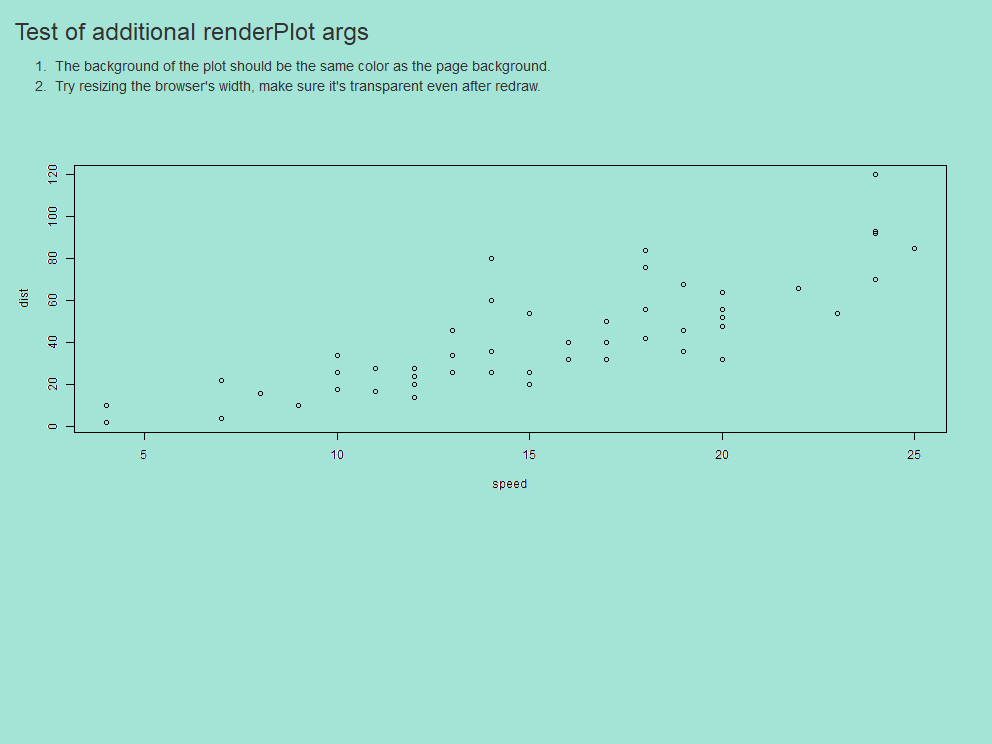 Test of additional renderPlot args
1. The background of the plot should be the same color as the page background.
2. Try resizing the browser's width, make sure it's transparent even after redraw.
120
100
80
60
40
20
0
dist
5 10 15 20 25
speed